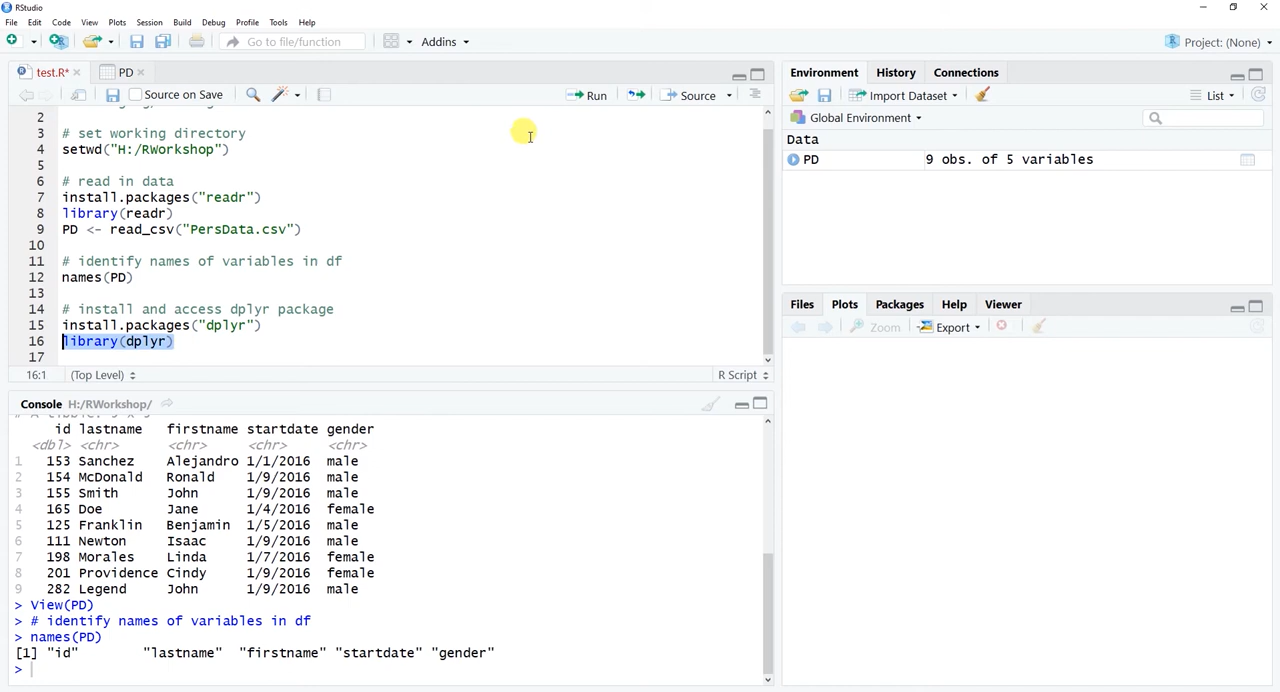 RStudio
File Edit Code View Plots Session Build Debug Profile Tools Help
Go to file/function Addins Project: (None)
test.R* PD
Source on Save Run Source
2
3 # set working directory
4 setwd("H:/RWorkshop")
5
6 # read in data
7 install.packages("readr")
8 library(readr)
9 PD <- read_csv("PersData.csv")
10
11 # identify names of variables in df
12 names(PD)
13
14 # install and access dplyr package
15 install.packages("dplyr")
16 library(dplyr)
17
16:1 (Top Level) R Script
Console H:/RWorkshop/
id lastname firstname startdate gender
<dbl> <chr> <chr> <chr> <chr>
1 153 Sanchez Alejandro 1/1/2016 male
2 154 McDonald Ronald 1/9/2016 male
3 155 Smith John 1/9/2016 male
4 165 Doe Jane 1/4/2016 female
5 125 Franklin Benjamin 1/5/2016 male
6 111 Newton Isaac 1/9/2016 male
7 198 Morales Linda 1/7/2016 female
8 201 Providence Cindy 1/9/2016 female
9 282 Legend John 1/9/2016 male
> View(PD)
> # identify names of variables in df
> names(PD)
[1] "id" "lastname" "firstname" "startdate" "gender"
>
Environment History Connections
Import Dataset List
Global Environment
Data
PD 9 obs. of 5 variables
Files Plots Packages Help Viewer
Zoom Export